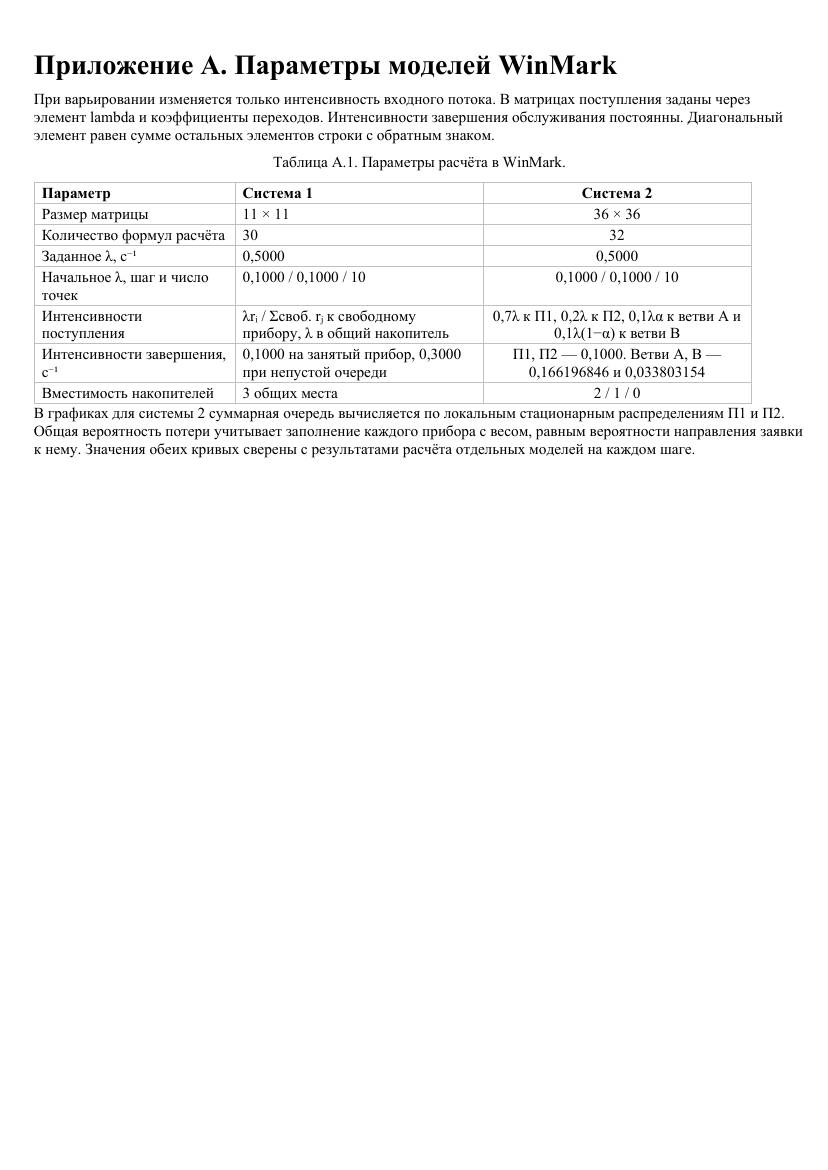 Приложение А. Параметры моделей WinMark
При варьировании изменяется только интенсивность входного потока. В матрицах поступления заданы через
элемент lambda и коэффициенты переходов. Интенсивности завершения обслуживания постоянны. Диагональный
элемент равен сумме остальных элементов строки с обратным знаком.
Таблица А.1. Параметры расчёта в WinMark.
Параметр Система 1 Система 2
Размер матрицы 11 × 11 36 × 36
Количество формул расчёта 30 32
Заданное λ, с⁻¹ 0,5000 0,5000
Начальное λ, шаг и число 0,1000 / 0,1000 / 10 0,1000 / 0,1000 / 10
точек
Интенсивности λrᵢ / Σсвоб. rⱼ к свободному 0,7λ к П1, 0,2λ к П2, 0,1λα к ветви А и
поступления прибору, λ в общий накопитель 0,1λ(1−α) к ветви В
Интенсивности завершения, 0,1000 на занятый прибор, 0,3000 П1, П2 — 0,1000. Ветви А, В —
с⁻¹ при непустой очереди 0,166196846 и 0,033803154
Вместимость накопителей 3 общих места 2 / 1 / 0
В графиках для системы 2 суммарная очередь вычисляется по локальным стационарным распределениям П1 и П2.
Общая вероятность потери учитывает заполнение каждого прибора с весом, равным вероятности направления заявки
к нему. Значения обеих кривых сверены с результатами расчёта отдельных моделей на каждом шаге.